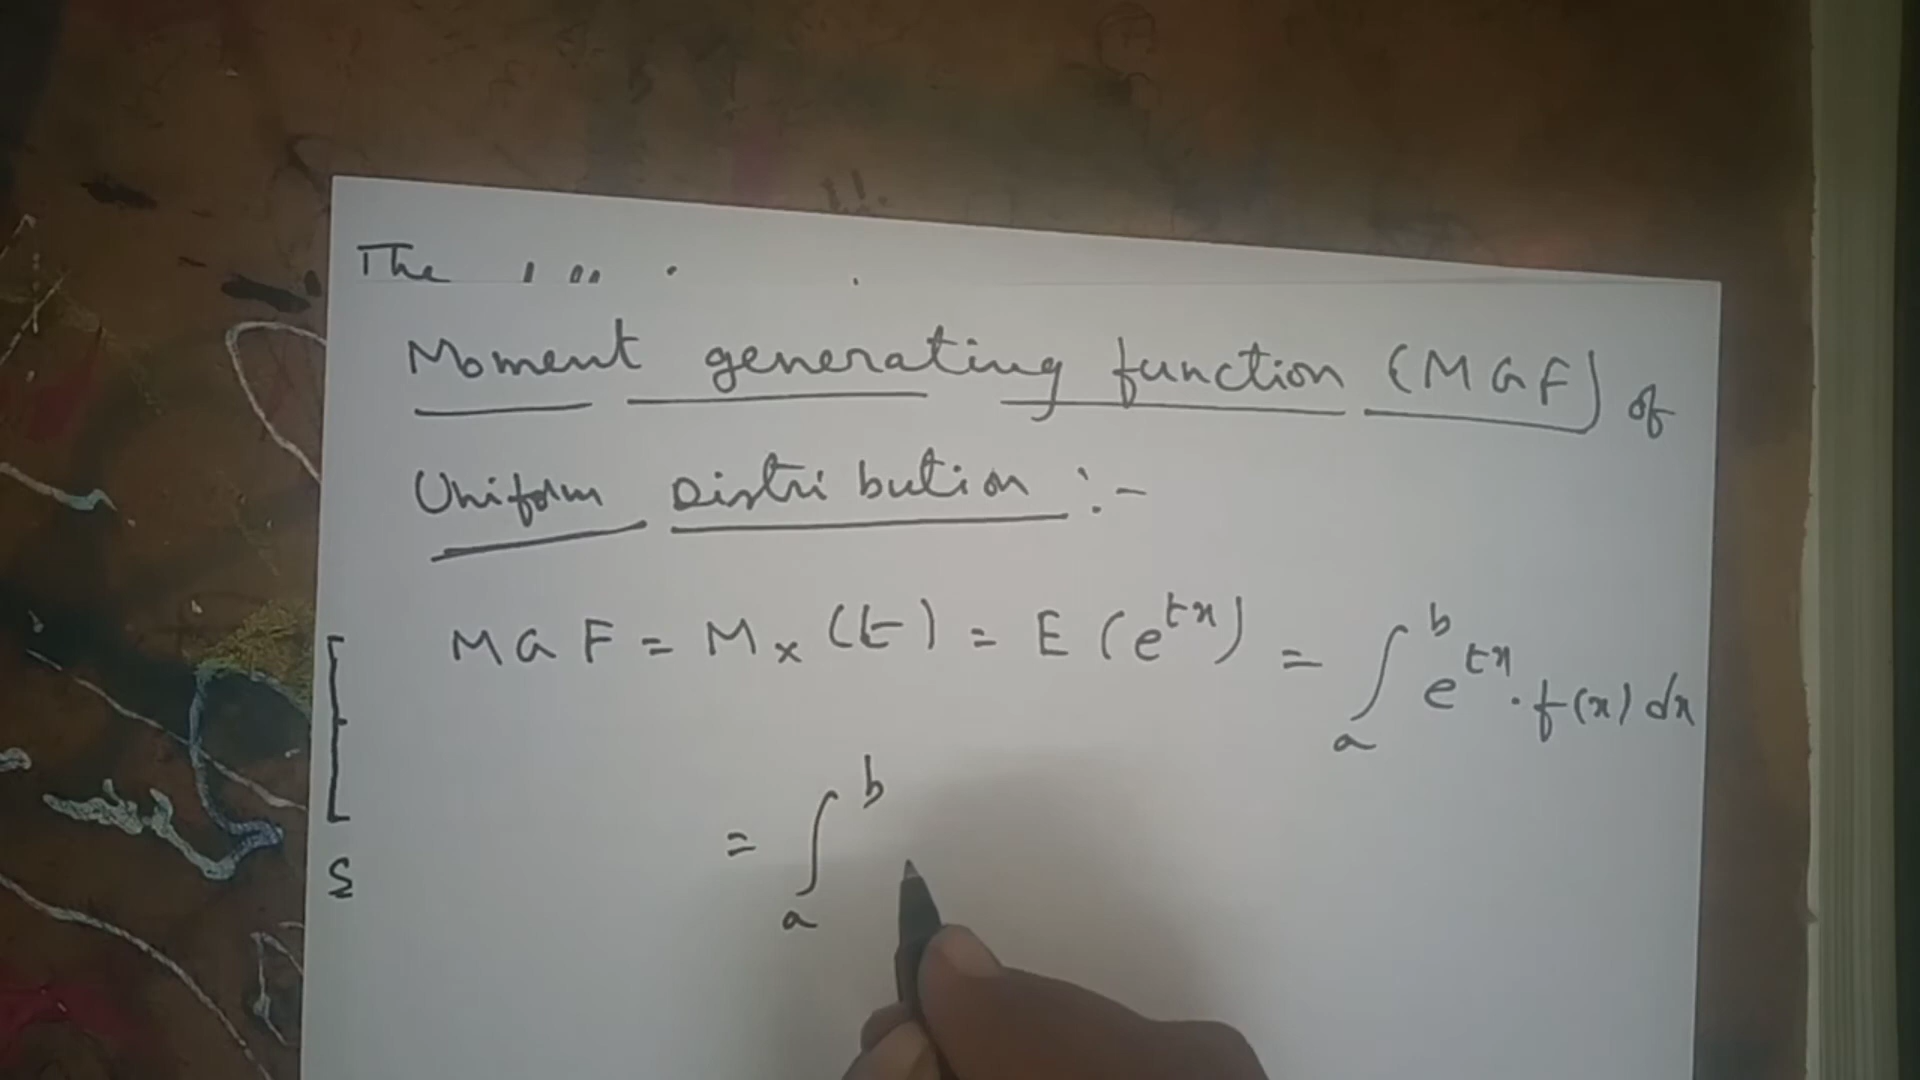 The
Moment generating function (MGF) of
Uniform Distribution :-
MGF = Mx (t) = E (e^tx) = ∫_a^b e^tx . f(x) dx
= ∫_a^b